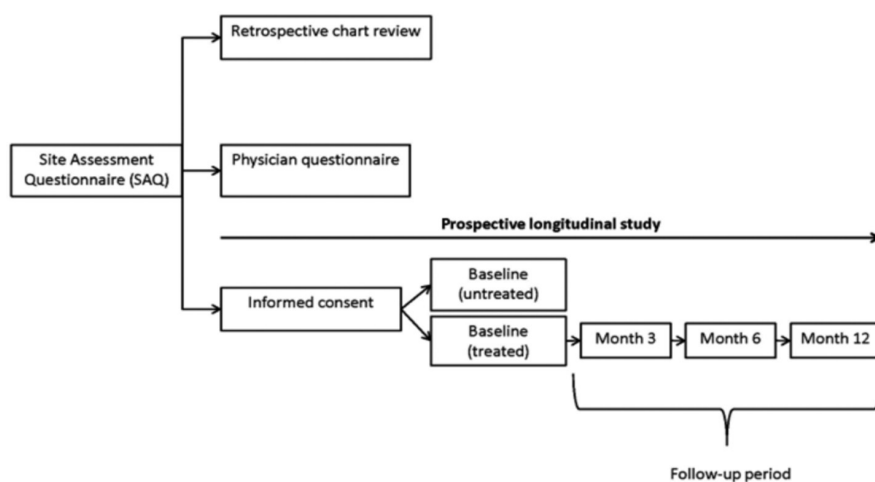 Retrospective chart review
Site Assessment
Questionnaire (SAQ)
Physician questionnaire
Prospective longitudinal study
Informed consent
Baseline
(untreated)
Baseline
(treated)
Month 3
Month 6
Month 12
Follow-up period